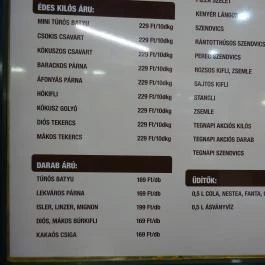 ÉDES KILÓS ÁRU:
MINI TÚRÓS BATYU 229 Ft/10dkg
CSOKIS CSAVART 229 Ft/10dkg
KÓKUSZOS CSAVART 229 Ft/10dkg
BARACKOS PÁRNA 229 Ft/10dkg
ÁFONYÁS PÁRNA 229 Ft/10dkg
HÓKIFLI 229 Ft/10dkg
KÓKUSZ GOLYÓ 229 Ft/10dkg
DIÓS TEKERCS 229 Ft/10dkg
MÁKOS TEKERCS 229 Ft/10dkg
DARAB ÁRÚ:
TÚRÓS BATYU 169 Ft/db
LEKVÁROS PÁRNA 169 Ft/db
ISLER, LINZER, MIGNON 199 Ft/db
DIÓS, MÁKOS BÚRKIFLI 169 Ft/db
KAKAÓS CSIGA 169 Ft/db
PIZZA SZELET
KENYÉR LÁNGOS
SZENDVICS
RÁNTOTTHÚSOS SZENDVICS
PEREC SZENDVICS
ROZSOS KIFLI, ZSEMLE
SAJTOS KIFLI
STANGLI
ZSEMLE
TEGNAPI AKCIÓS KILÓS
TEGNAPI AKCIÓS DARAB
TEGNAPI SZENDVICS
ÜDÍTŐK:
0,5 L COLA, NESTEA, FANTA,
0,5 L ÁSVÁNYVÍZ